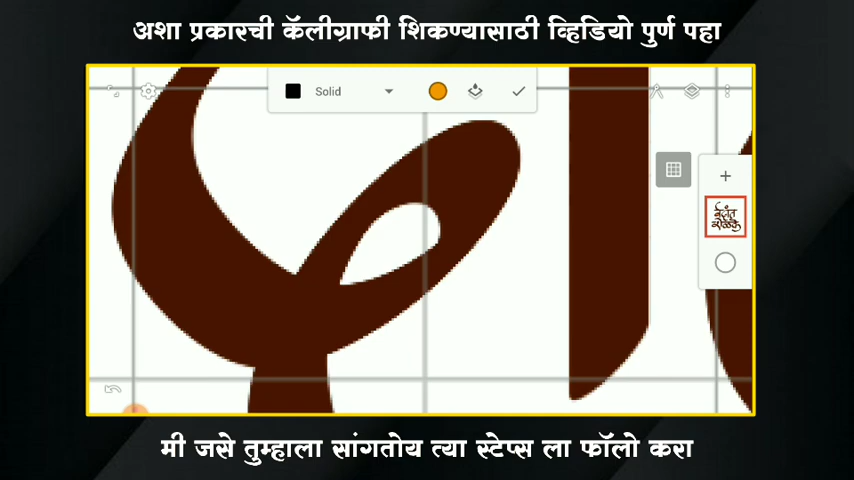 अशा प्रकारची कॅलीग्राफी शिकण्यासाठी व्हिडियो पुर्ण पहा
Solid
मी जसे तुम्हाला सांगतोय त्या स्टेप्स ला फॉलो करा